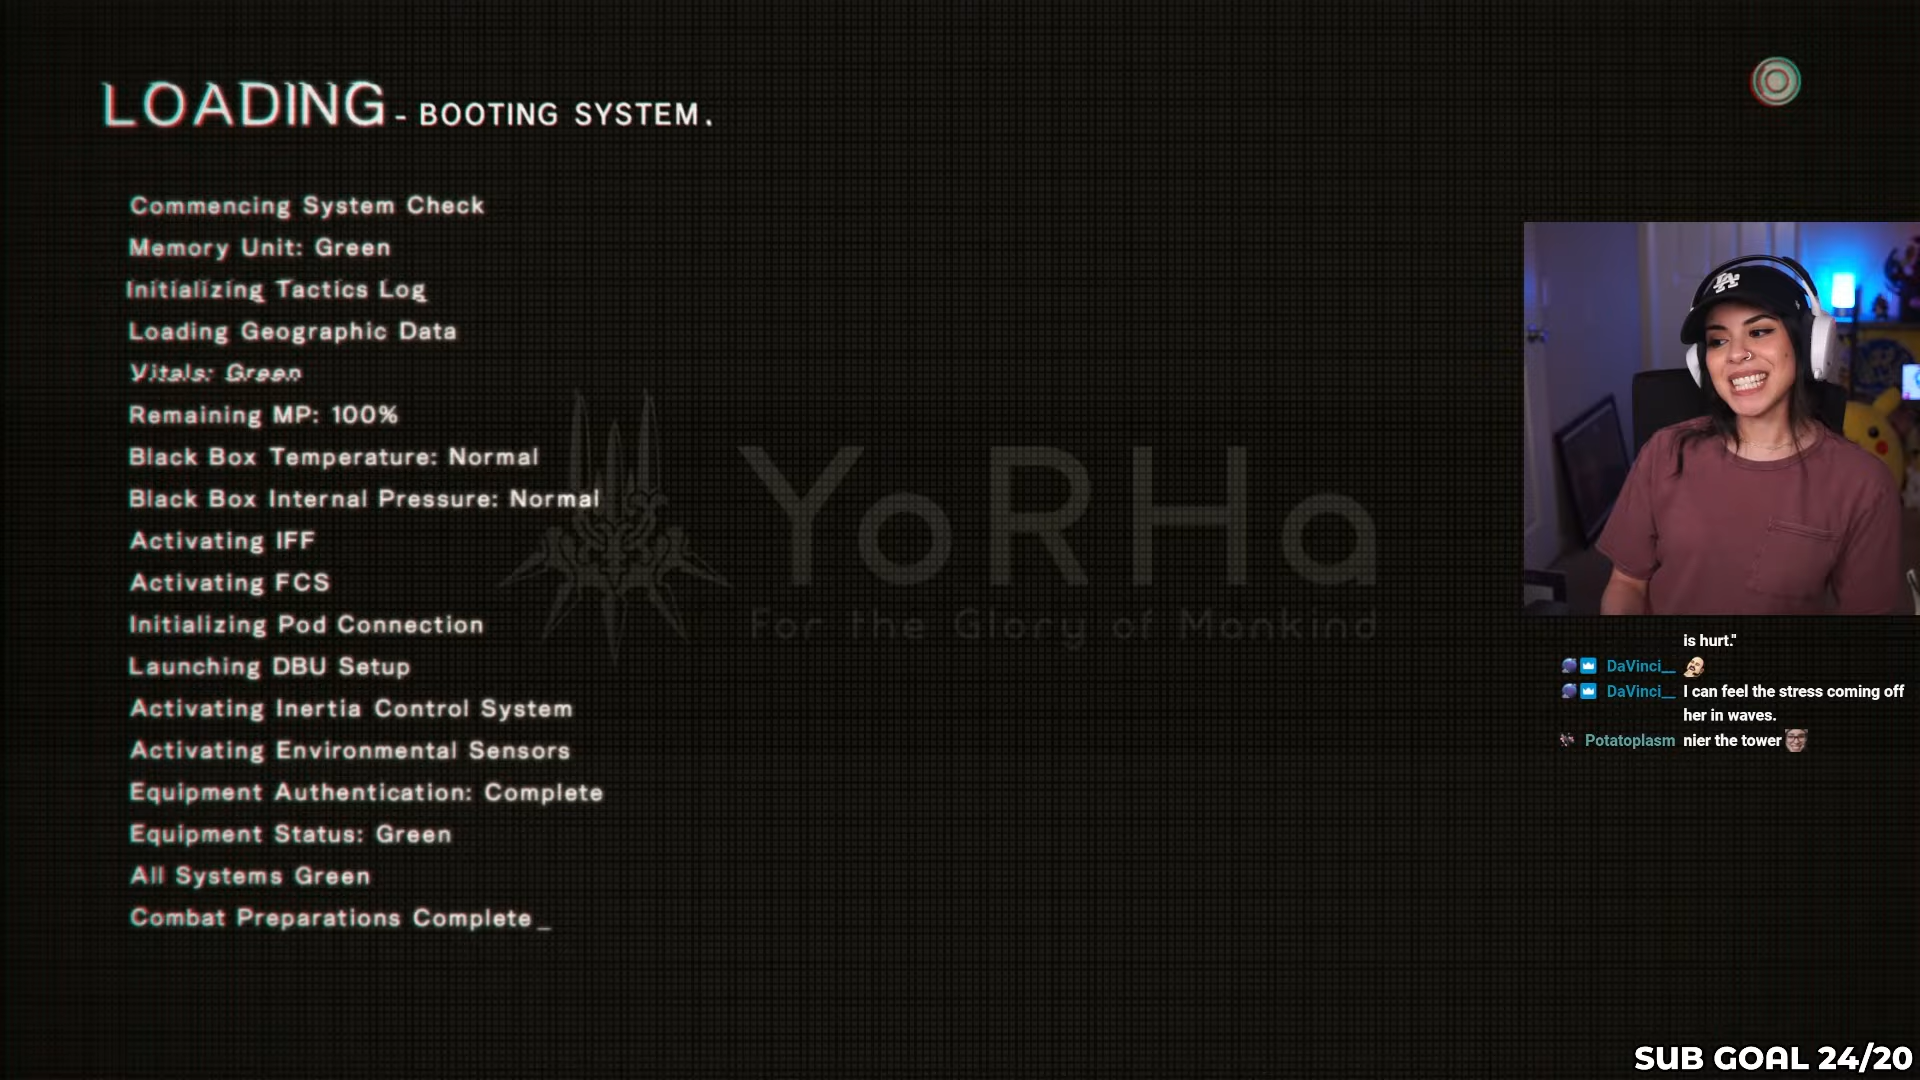 LOADING - BOOTING SYSTEM.
Commencing System Check
Memory Unit: Green
Initializing Tactics Log
Loading Geographic Data
Vitals: Green
Remaining MP: 100%
Black Box Temperature: Normal
Black Box Internal Pressure: Normal
Activating IFF
Activating FCS
Initializing Pod Connection
Launching DBU Setup
Activating Inertia Control System
Activating Environmental Sensors
Equipment Authentication: Complete
Equipment Status: Green
All Systems Green
Combat Preparations Complete _
YoRHa
For the Glory of Mankind
LA
is hurt."
DaVinci__
DaVinci__ I can feel the stress coming off
her in waves.
Potatoplasm nier the tower
SUB GOAL 24/20